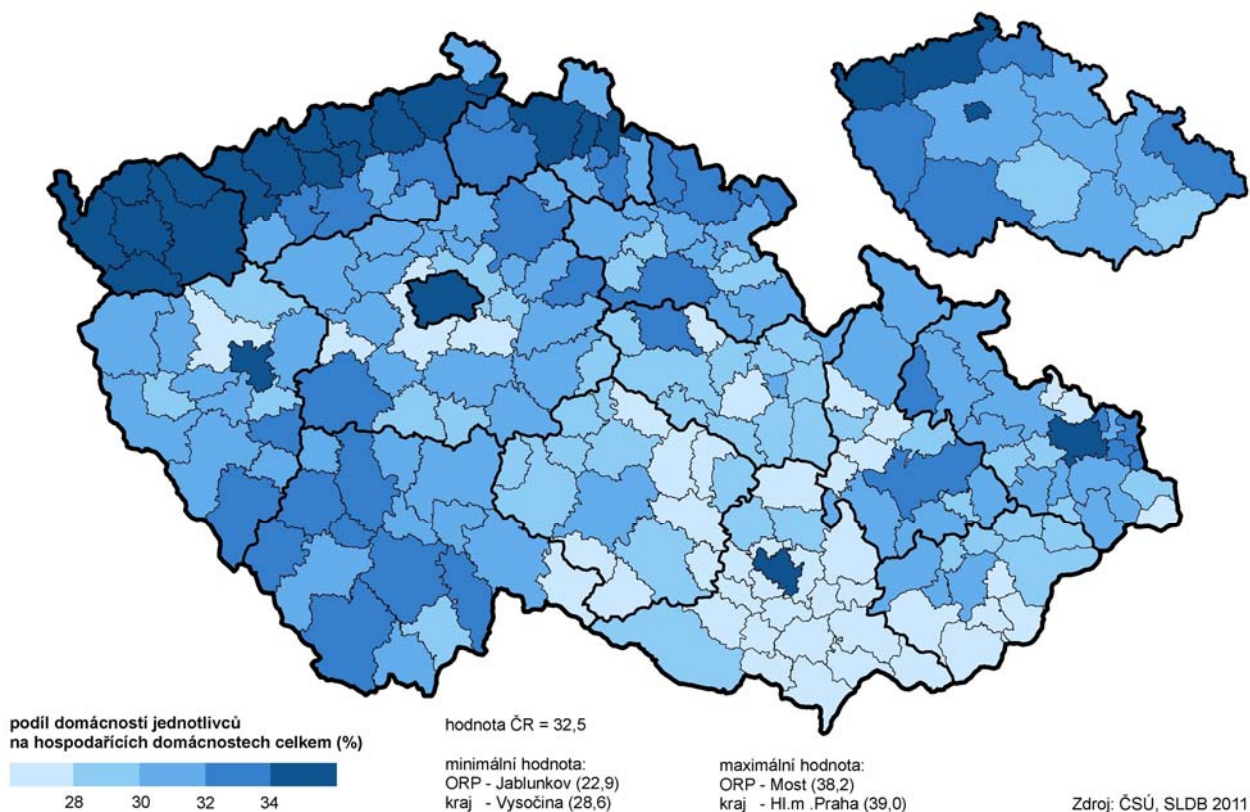 podíl domácností jednotlivců
na hospodařících domácnostech celkem (%)
28 30 32 34
hodnota ČR = 32,5
minimální hodnota:
ORP - Jablunkov (22,9)
kraj - Vysočina (28,6)
maximální hodnota:
ORP - Most (38,2)
kraj - Hl.m .Praha (39,0)
Zdroj: ČSÚ, SLDB 2011